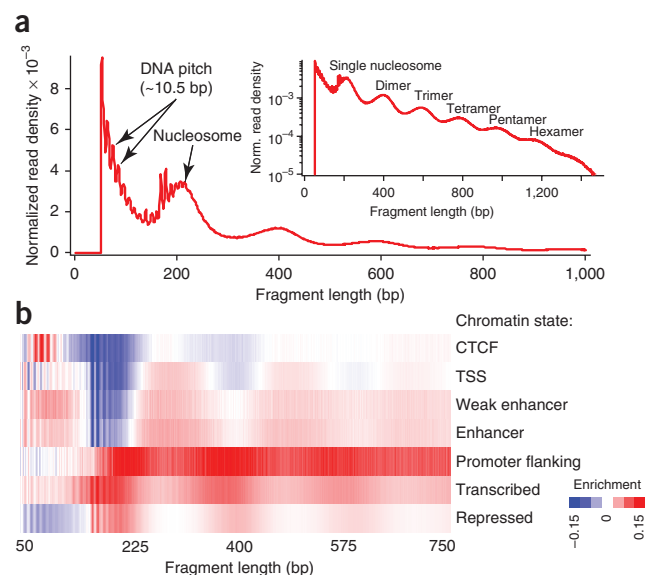 a
Normalized read density × 10⁻³
8
6
4
2
0
DNA pitch
(~10.5 bp)
Nucleosome
0
200
400
600
800
1,000
Fragment length (bp)
Norm. read density
10⁻³
10⁻⁴
10⁻⁵
Single nucleosome
Dimer
Trimer
Tetramer
Pentamer
Hexamer
0
400
800
1,200
Fragment length (bp)
b
Chromatin state:
CTCF
TSS
Weak enhancer
Enhancer
Promoter flanking
Transcribed
Repressed
50
225
400
575
750
Fragment length (bp)
Enrichment
−0.15
0
0.15